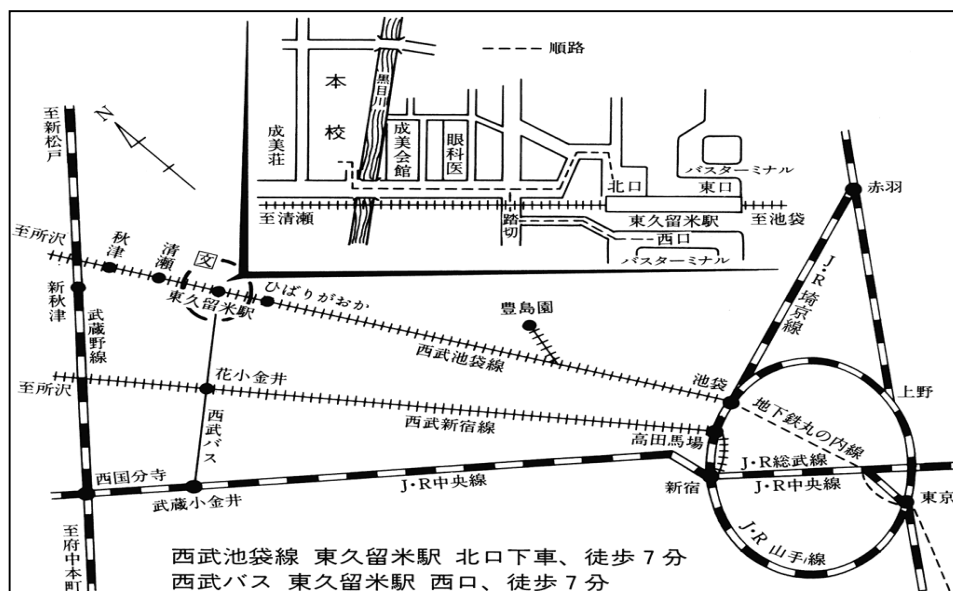 順路
本校
黒目川
成美荘
成美会館
眼科医
バスターミナル
北口
東口
至清瀬
踏切
東久留米駅
至池袋
西口
バスターミナル
N
至新松戸
赤羽
至所沢
秋津
清瀬
文
東久留米駅
ひばりがおか
新秋津
武蔵野線
豊島園
J・R埼京線
西武池袋線
池袋
上野
至所沢
花小金井
西武バス
西武新宿線
高田馬場
地下鉄丸の内線
西国分寺
武蔵小金井
J・R中央線
新宿
J・R総武線
J・R中央線
東京
至府中本町
J・R山手線
西武池袋線 東久留米駅 北口下車、徒歩7分
西武バス 東久留米駅 西口、徒歩7分